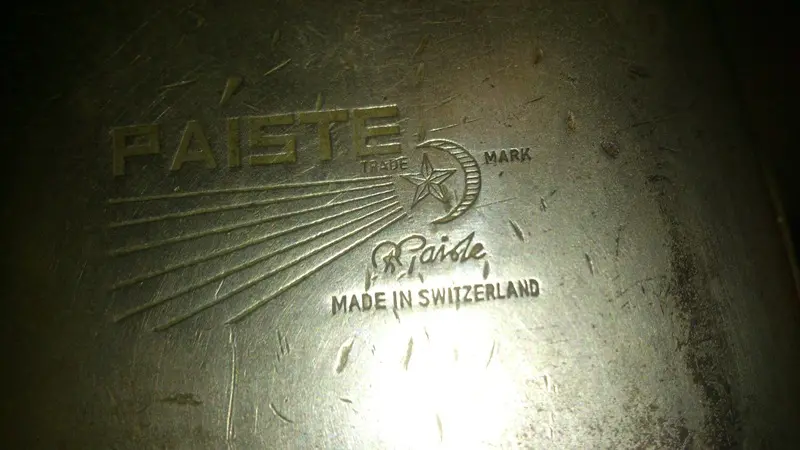 PAISTE
TRADE MARK
R Paiste
MADE IN SWITZERLAND